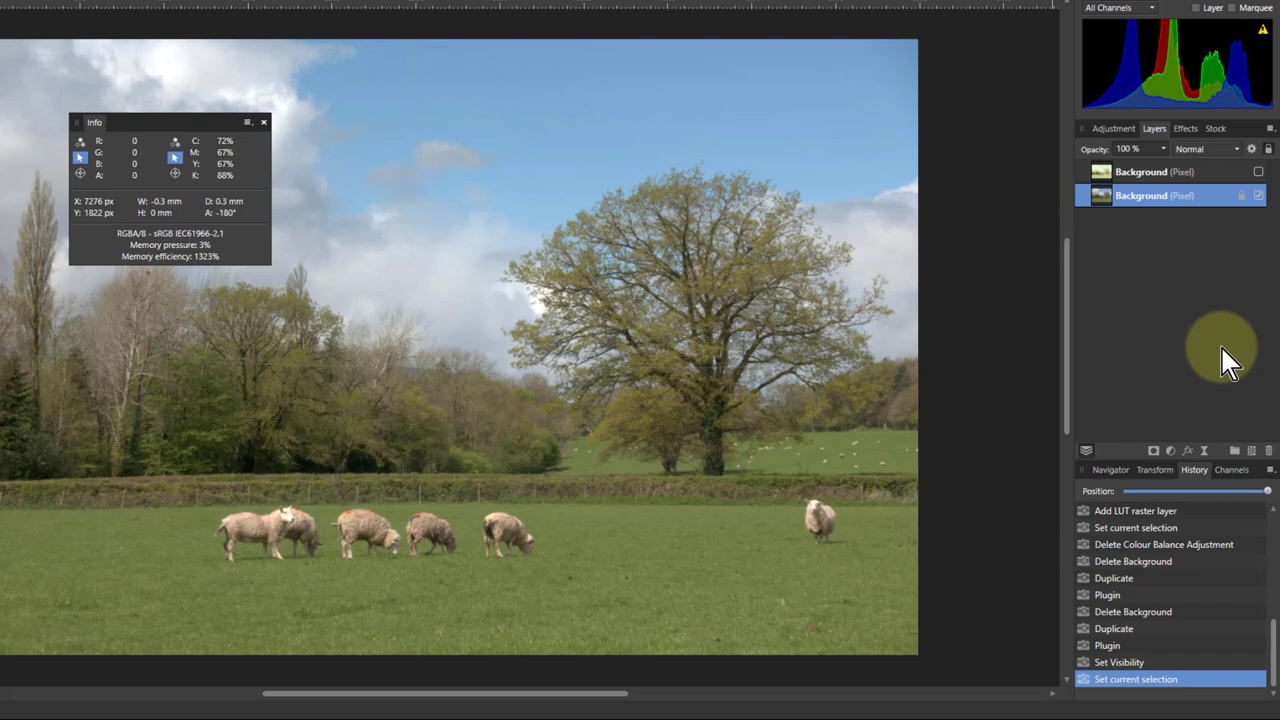 All Channels
Layer
Marquee
Info
R: 0 C: 72%
G: 0 M: 67%
B: 0 Y: 67%
A: 0 K: 88%
X: 7276 px W: -0.3 mm D: 0.3 mm
Y: 1822 px H: 0 mm A: -180°
RGBA/8 - sRGB IEC61966-2.1
Memory pressure: 3%
Memory efficiency: 1323%
Adjustment Layers Effects Stock
Opacity: 100 % Normal
Background (Pixel)
Background (Pixel)
Navigator Transform History Channels
Position:
Add LUT raster layer
Set current selection
Delete Colour Balance Adjustment
Delete Background
Duplicate
Plugin
Delete Background
Duplicate
Plugin
Set Visibility
Set current selection